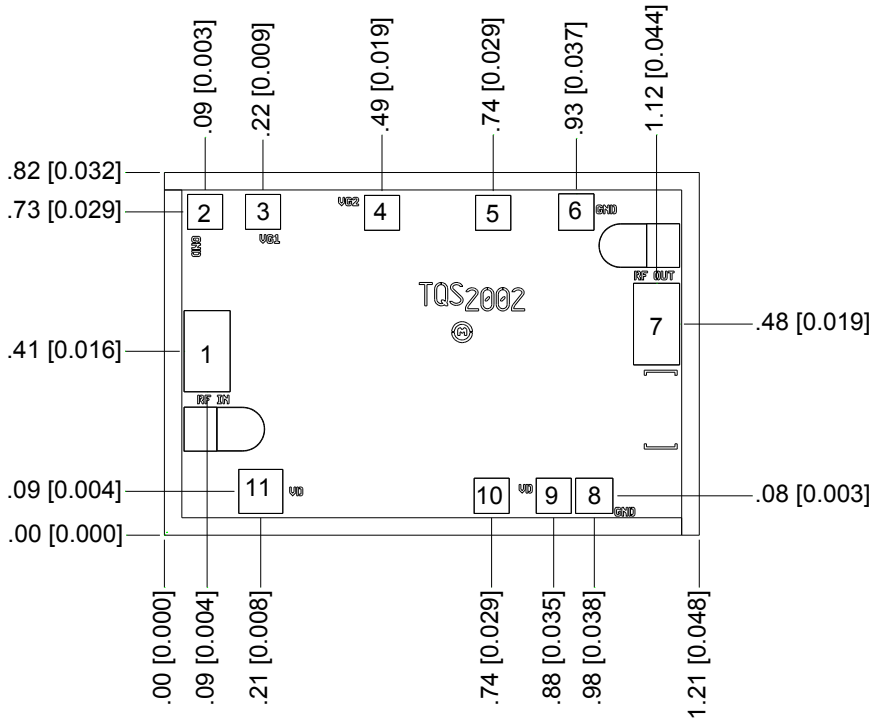 .09 [0.003]
.22 [0.009]
.49 [0.019]
.74 [0.029]
.93 [0.037]
1.12 [0.044]
.82 [0.032]
.73 [0.029]
2
3
VG2
4
5
6
GND
GND
VG1
RF OUT
TQS2002
M
7
.48 [0.019]
.41 [0.016]
1
RF IN
.09 [0.004]
11
VD
10
VD
9
8
.08 [0.003]
GND
.00 [0.000]
.00 [0.000]
.09 [0.004]
.21 [0.008]
.74 [0.029]
.88 [0.035]
.98 [0.038]
1.21 [0.048]